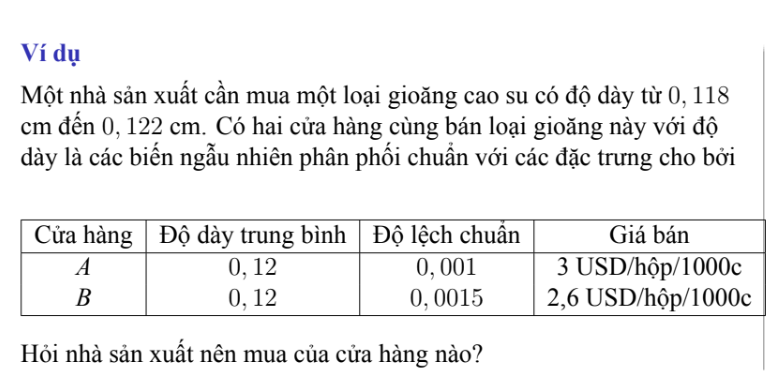 Ví dụ
Một nhà sản xuất cần mua một loại gioăng cao su có độ dày từ 0, 118
cm đến 0, 122 cm. Có hai cửa hàng cùng bán loại gioăng này với độ
dày là các biến ngẫu nhiên phân phối chuẩn với các đặc trưng cho bởi
Cửa hàng Độ dày trung bình Độ lệch chuẩn Giá bán
A 0, 12 0, 001 3 USD/hộp/1000c
B 0, 12 0, 0015 2,6 USD/hộp/1000c
Hỏi nhà sản xuất nên mua của cửa hàng nào?